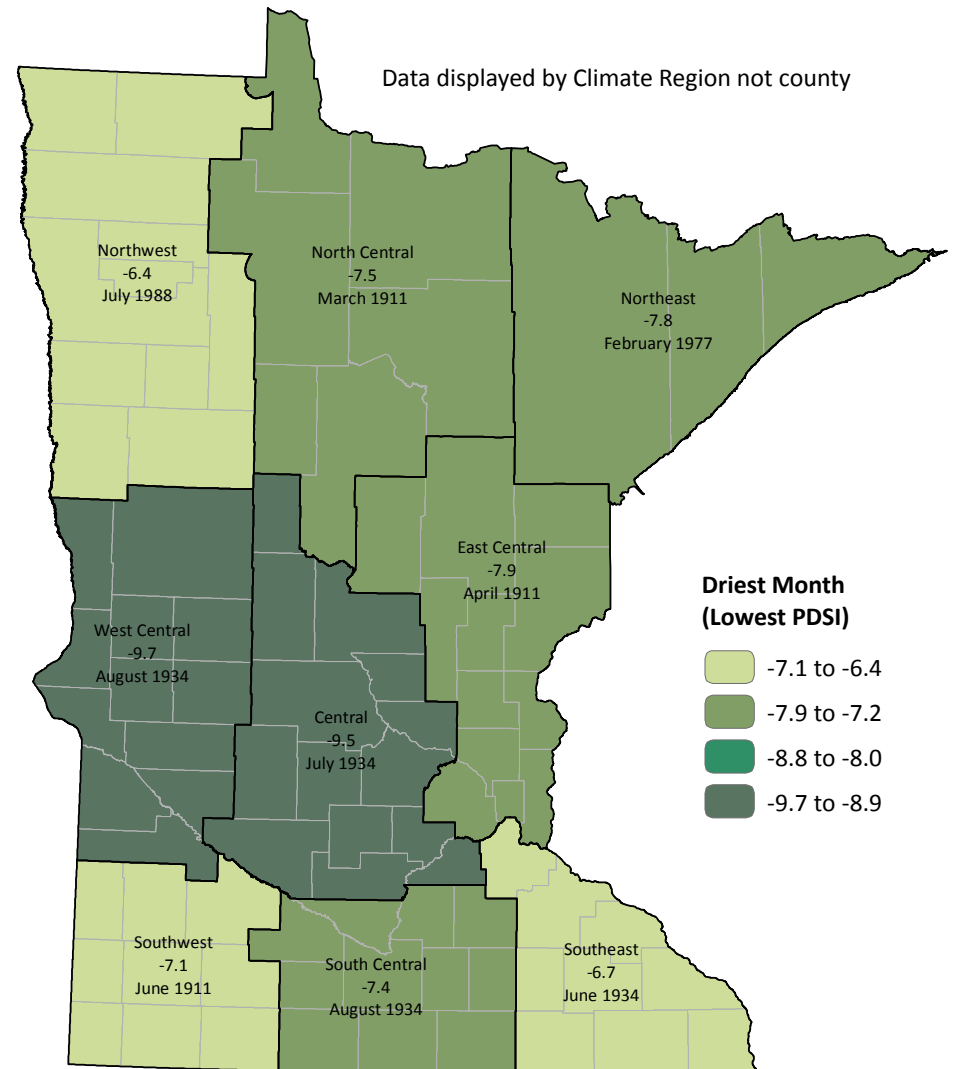 Data displayed by Climate Region not county
Northwest
-6.4
July 1988
North Central
-7.5
March 1911
Northeast
-7.8
February 1977
East Central
-7.9
April 1911
West Central
-9.7
August 1934
Central
-9.5
July 1934
Southwest
-7.1
June 1911
South Central
-7.4
August 1934
Southeast
-6.7
June 1934
Driest Month
(Lowest PDSI)
-7.1 to -6.4
-7.9 to -7.2
-8.8 to -8.0
-9.7 to -8.9